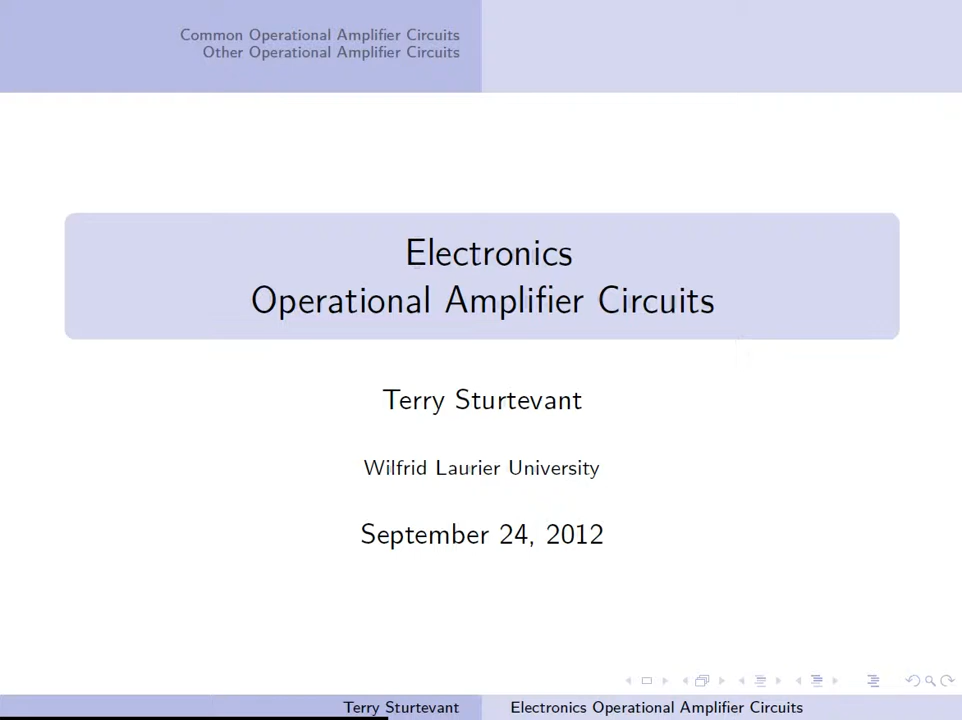 Common Operational Amplifier Circuits
Other Operational Amplifier Circuits
Electronics
Operational Amplifier Circuits
Terry Sturtevant
Wilfrid Laurier University
September 24, 2012
Terry Sturtevant
Electronics Operational Amplifier Circuits